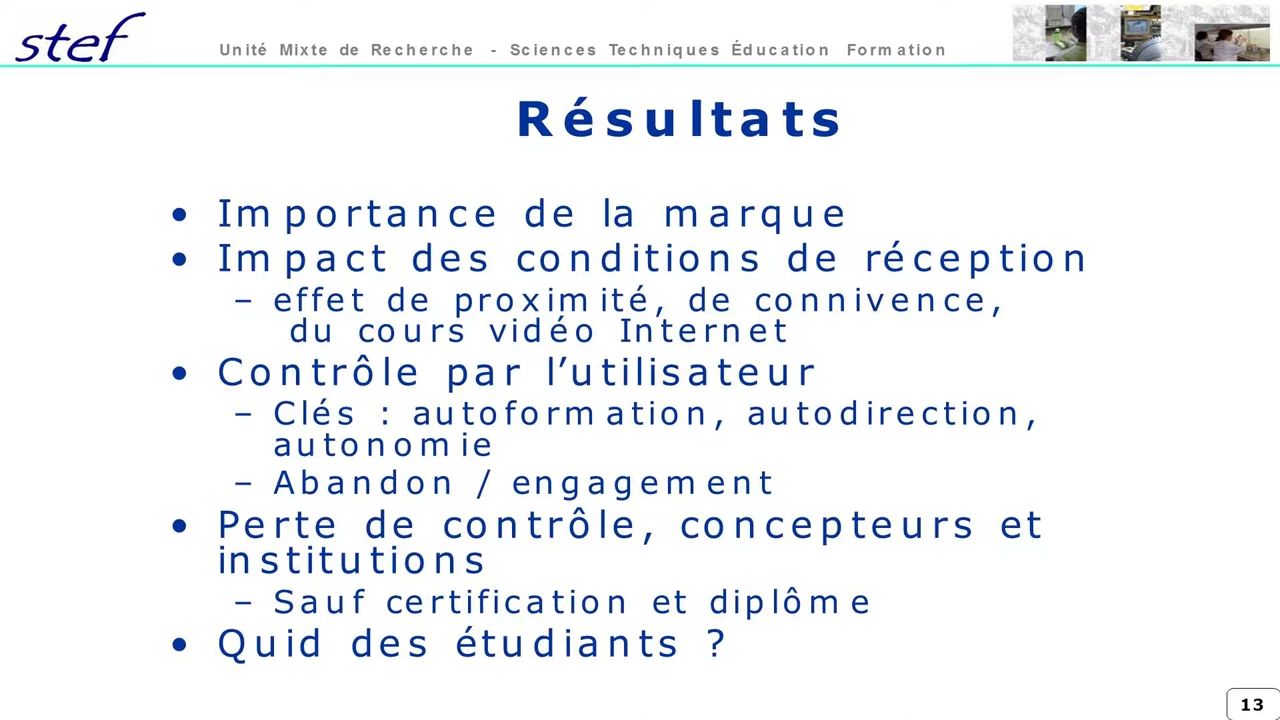 stef
Unité Mixte de Recherche - Sciences Techniques Éducation Formation
Résultats
• Importance de la marque
• Impact des conditions de réception
– effet de proximité, de connivence,
du cours vidéo Internet
• Contrôle par l’utilisateur
– Clés : autoformation, autodirection,
autonomie
– Abandon / engagement
• Perte de contrôle, concepteurs et
institutions
– Sauf certification et diplôme
• Quid des étudiants ?
13